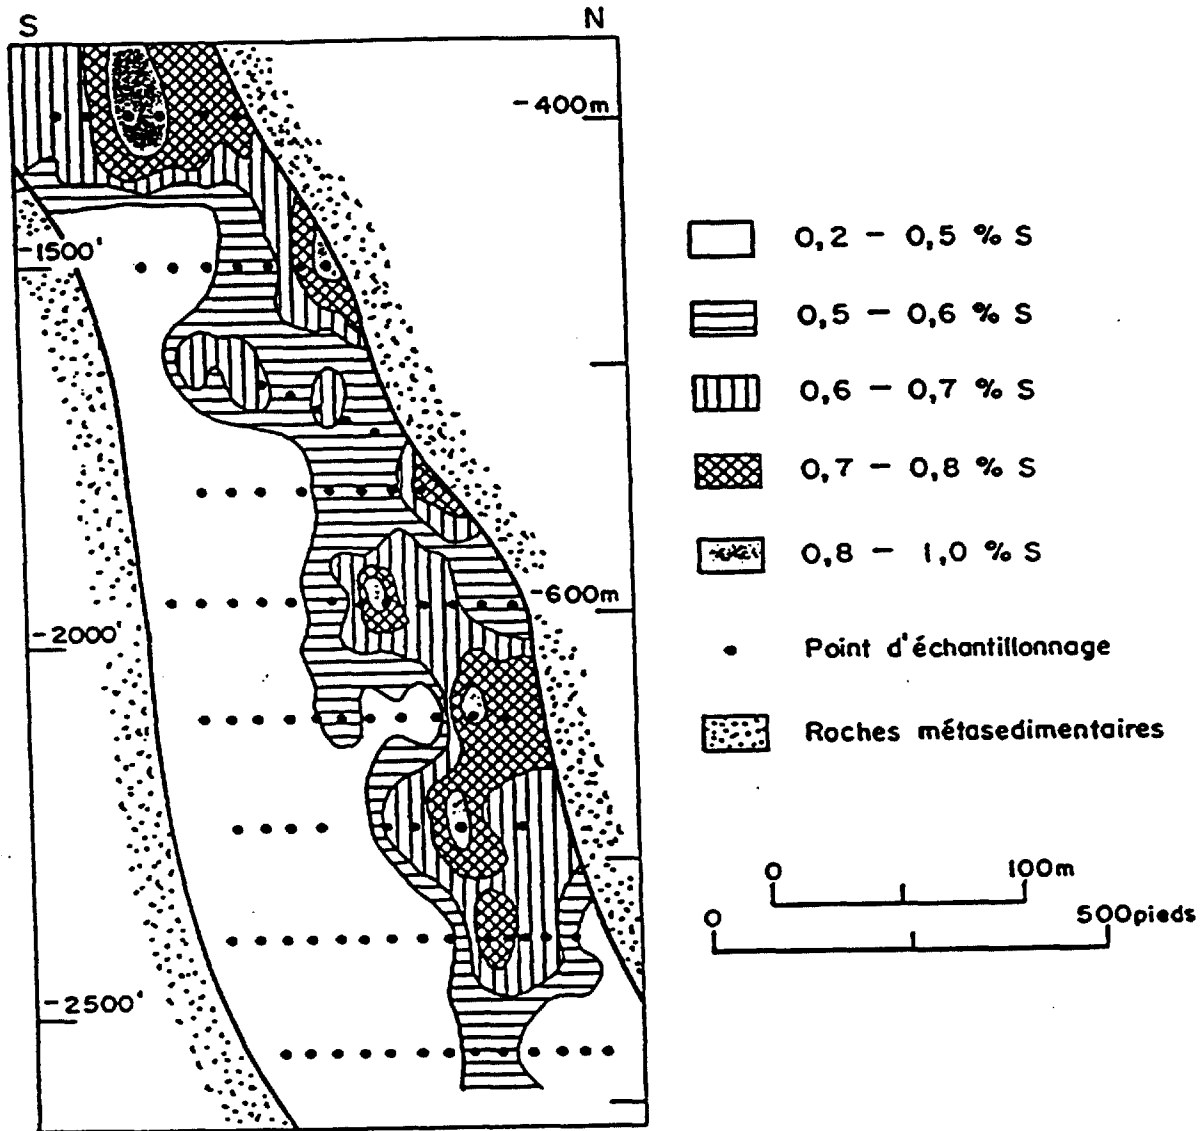 S N
-400m
-1500'
-600m
-2000'
-2500'
0,2 - 0,5 % S
0,5 - 0,6 % S
0,6 - 0,7 % S
0,7 - 0,8 % S
0,8 - 1,0 % S
Point d'échantillonnage
Roches métasedimentaires
0 100m
0 500pieds